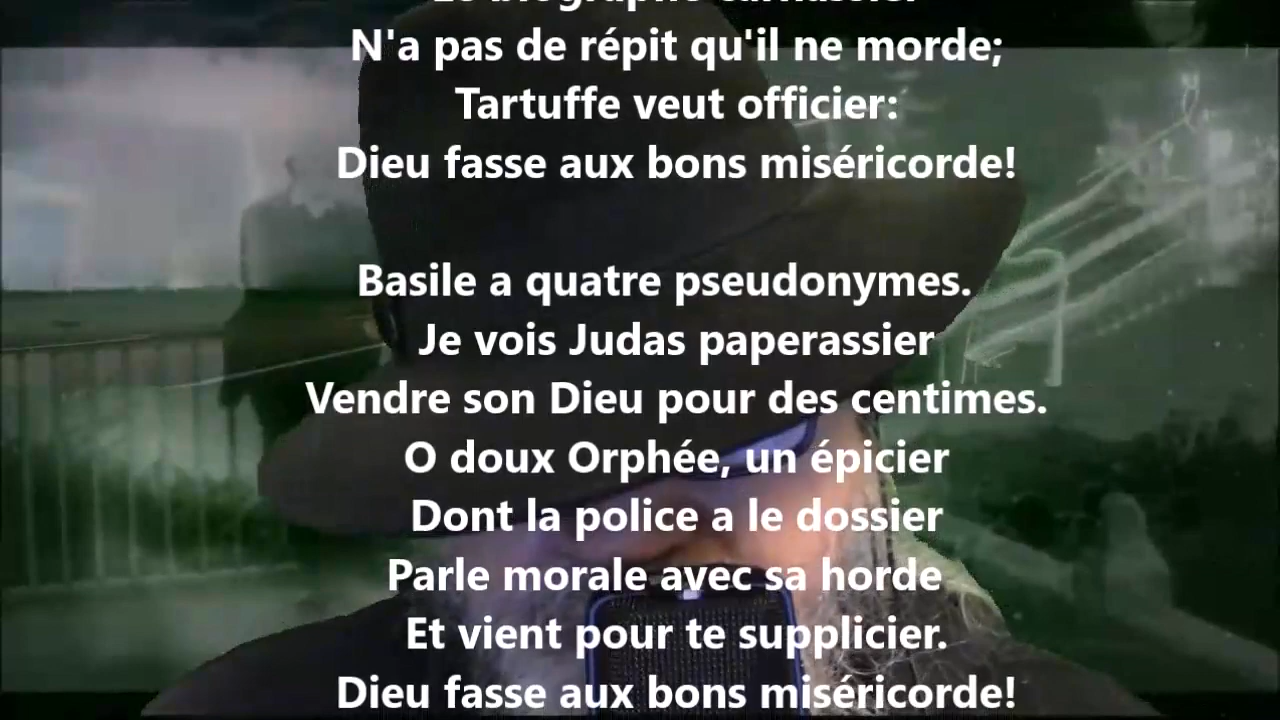 N'a pas de répit qu'il ne morde;
Tartuffe veut officier:
Dieu fasse aux bons miséricorde!
Basile a quatre pseudonymes.
Je vois Judas paperassier
Vendre son Dieu pour des centimes.
O doux Orphée, un épicier
Dont la police a le dossier
Parle morale avec sa horde
Et vient pour te supplicier.
Dieu fasse aux bons miséricorde!